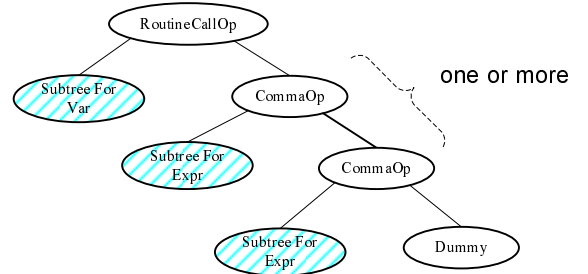 RoutineCallOp
Subtree For
Var
CommaOp
one or more
Subtree For
Expr
CommaOp
Subtree For
Expr
Dummy